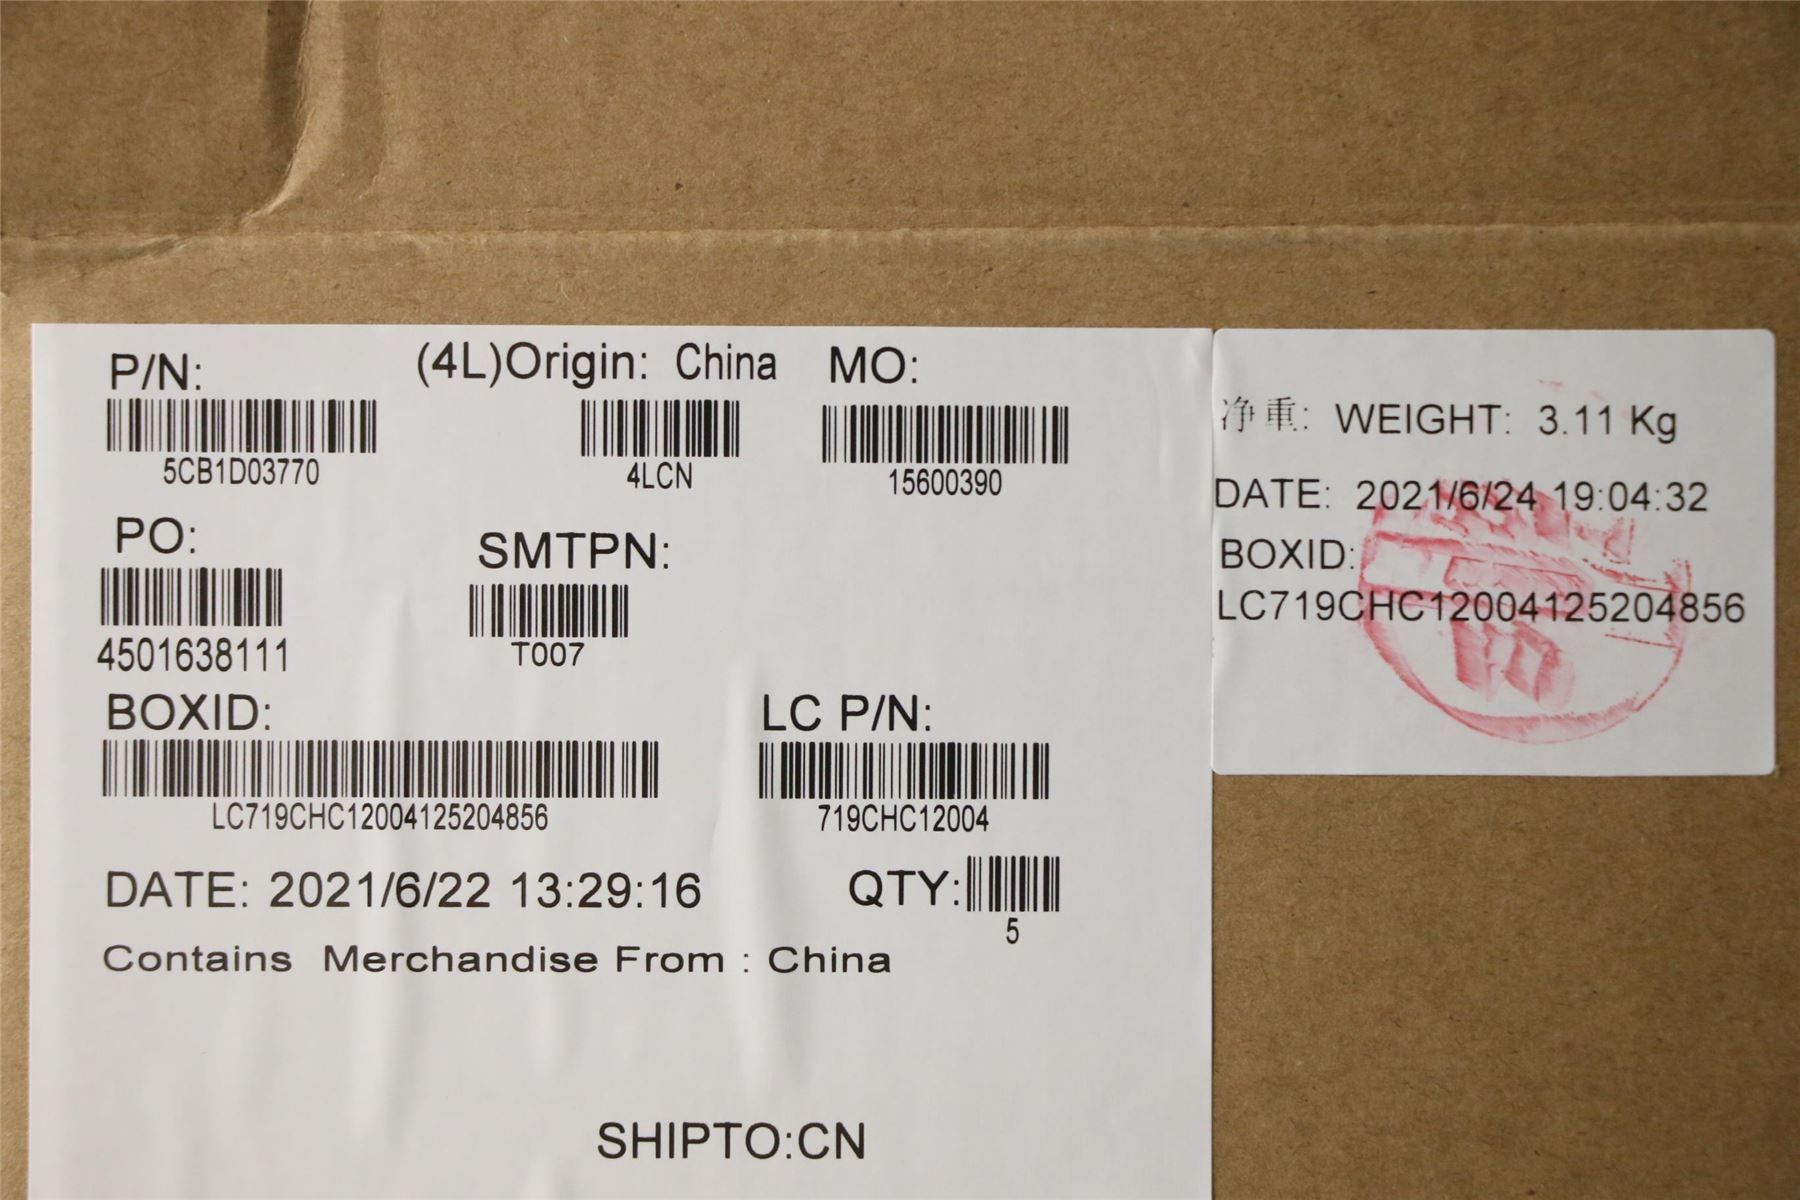 P/N: (4L)Origin: China MO:
5CB1D03770 4LCN 15600390
PO: SMTPN:
4501638111 T007
BOXID: LC P/N:
LC719CHC12004125204856 719CHC12004
DATE: 2021/6/22 13:29:16 QTY:
5
Contains Merchandise From : China
SHIPTO:CN
净重: WEIGHT: 3.11 Kg
DATE: 2021/6/24 19:04:32
BOXID:
LC719CHC12004125204856